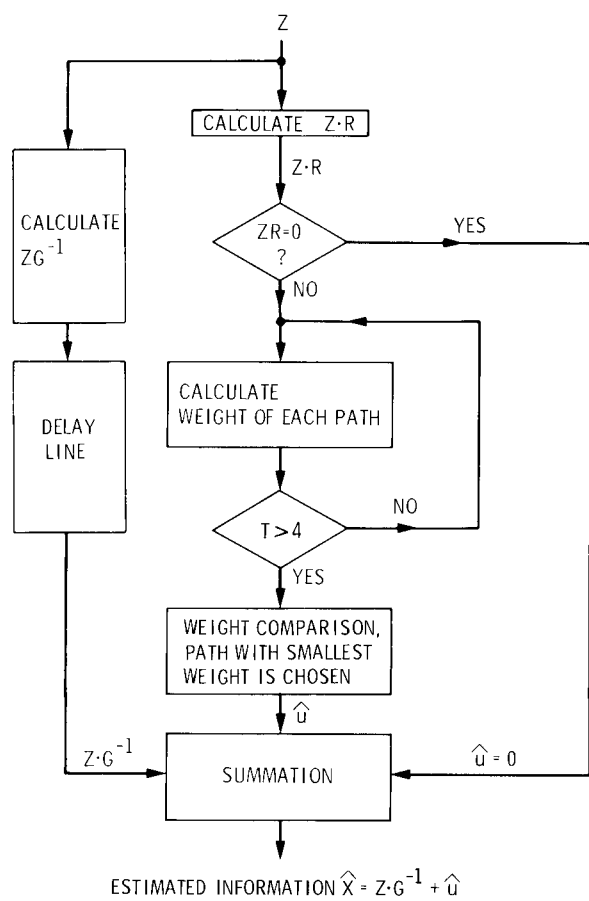 Z
CALCULATE Z·R
Z·R
CALCULATE
ZG⁻¹
ZR=0
?
YES
NO
CALCULATE
WEIGHT OF EACH PATH
DELAY
LINE
T>4
NO
YES
WEIGHT COMPARISON,
PATH WITH SMALLEST
WEIGHT IS CHOSEN
û
Z·G⁻¹
SUMMATION
û = 0
ESTIMATED INFORMATION X̂ = Z·G⁻¹ + û